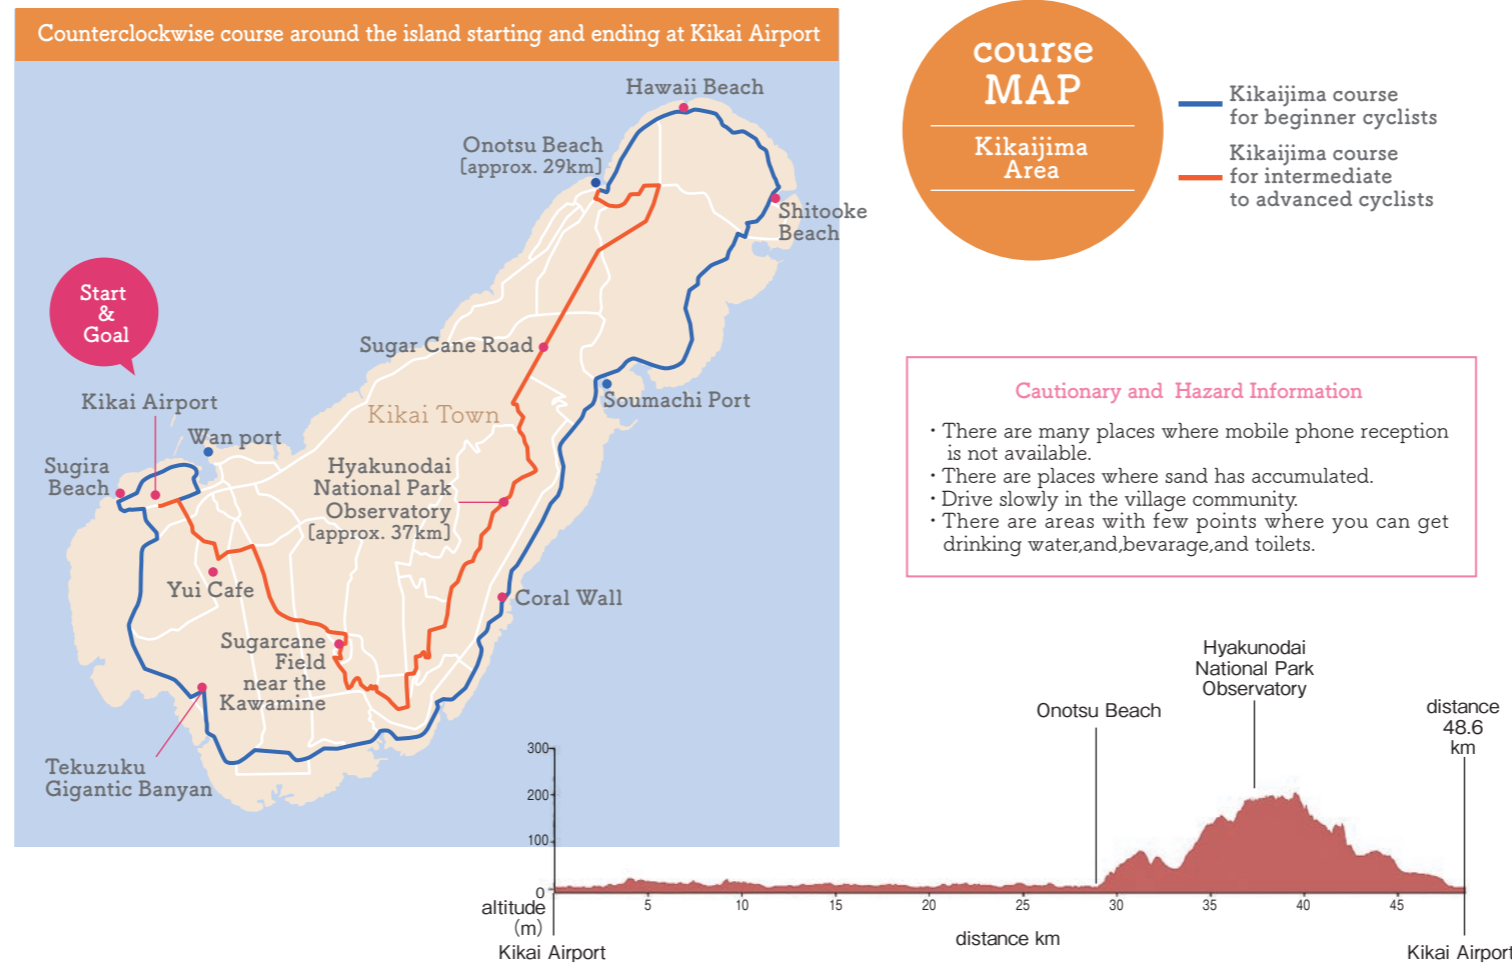 Counterclockwise course around the island starting and ending at Kikai Airport
course
MAP
Kikaijima
Area
Kikaijima course
for beginner cyclists
Kikaijima course
for intermediate
to advanced cyclists
Hawaii Beach
Onotsu Beach
[approx. 29km]
Shitooke
Beach
Start
&
Goal
Sugar Cane Road
Soumachi Port
Kikai Airport
Kikai Town
Wan port
Sugira
Beach
Hyakunodai
National Park
Observatory
[approx. 37km]
Yui Cafe
Coral Wall
Sugarcane
Field
near the
Kawamine
Tekuzuku
Gigantic Banyan
Cautionary and Hazard Information
・There are many places where mobile phone reception
is not available.
・There are places where sand has accumulated.
・Drive slowly in the village community.
・There are areas with few points where you can get
drinking water,and,bevarage,and toilets.
Hyakunodai
National Park
Observatory
Onotsu Beach
distance
48.6
km
300
200
100
0
altitude
(m)
5 10 15 20 25 30 35 40 45
distance km
Kikai Airport
Kikai Airport